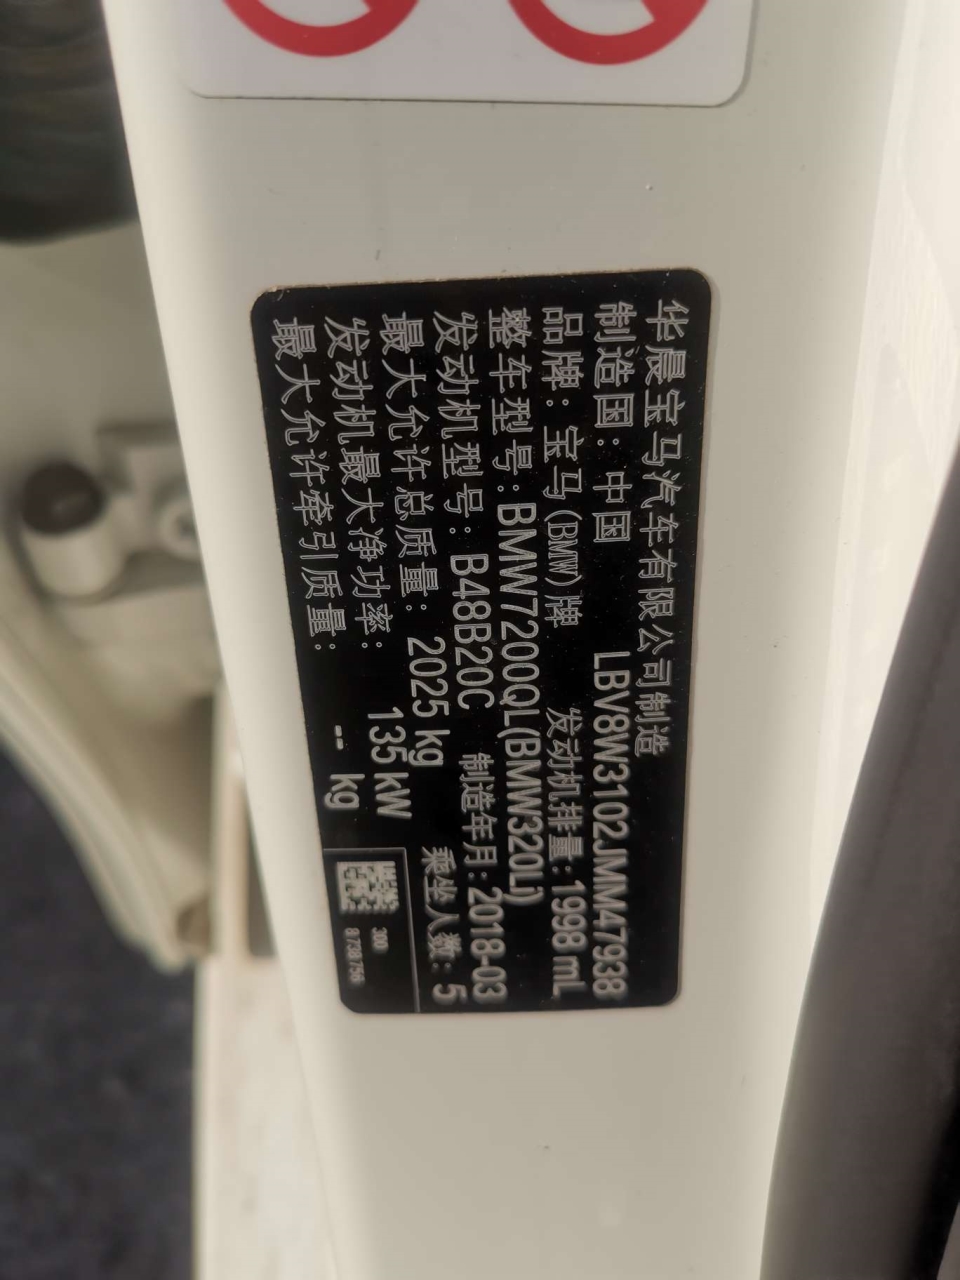 华晨宝马汽车有限公司制造
制造国：中国 LBV8W3102JMM47938
品牌：宝马(BMW)牌 发动机排量：1998 mL
整车型号：BMW7200QL(BMW320Li)
发动机型号：B48B20C 制造年月：2018-03
最大允许总质量：2025 kg 乘坐人数：5
发动机最大净功率：135 kW
最大允许牵引质量：-- kg
300
8738756